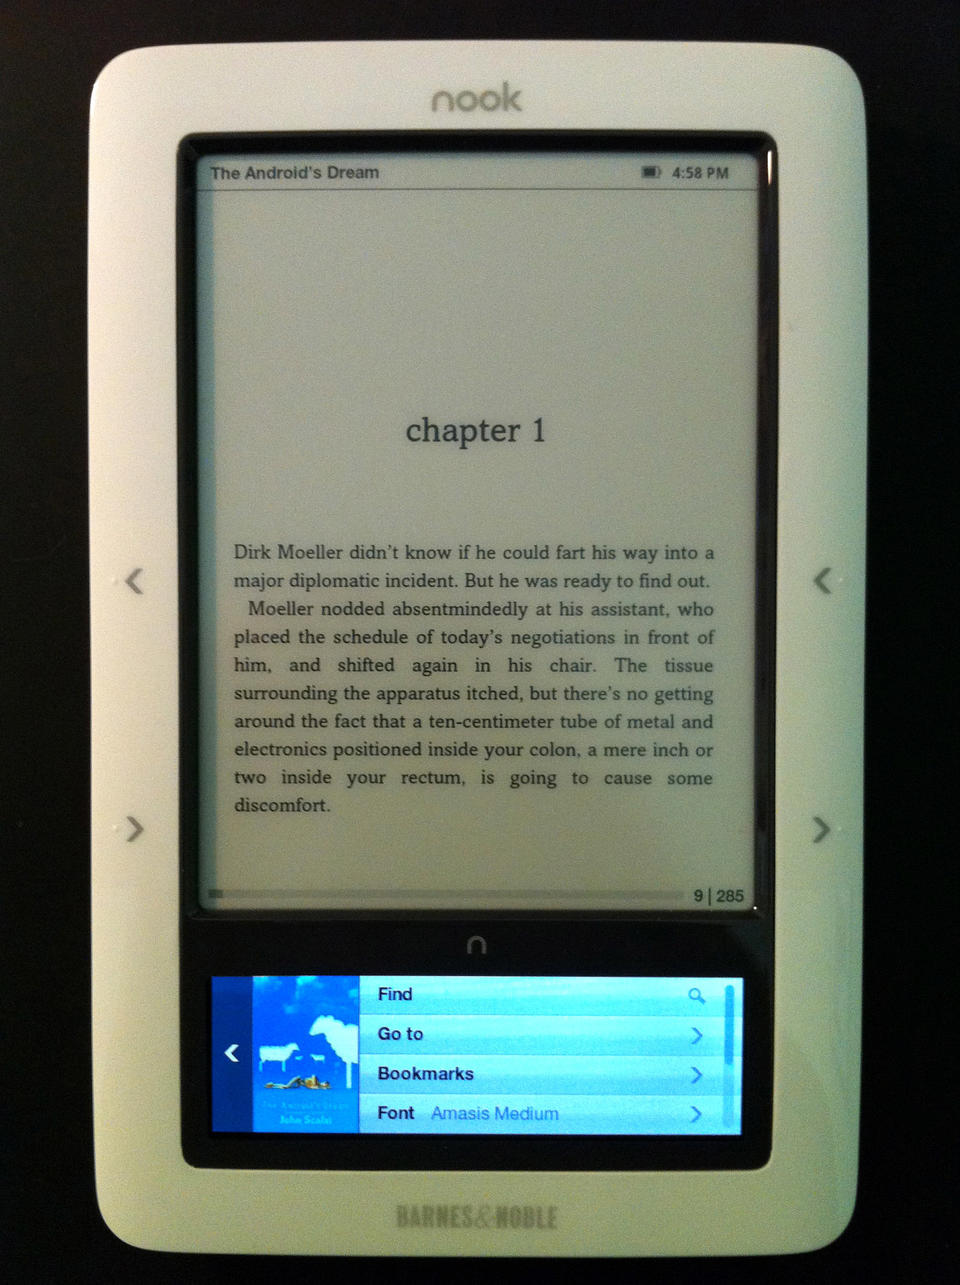 nook
The Android's Dream 4:58 PM
chapter 1
Dirk Moeller didn't know if he could fart his way into a
major diplomatic incident. But he was ready to find out.
Moeller nodded absentmindedly at his assistant, who
placed the schedule of today's negotiations in front of
him, and shifted again in his chair. The tissue
surrounding the apparatus itched, but there's no getting
around the fact that a ten-centimeter tube of metal and
electronics positioned inside your colon, a mere inch or
two inside your rectum, is going to cause some
discomfort.
9 | 285
n
Find
Go to
Bookmarks
Font Amasis Medium
The Android's Dream
John Scalzi
BARNES&NOBLE